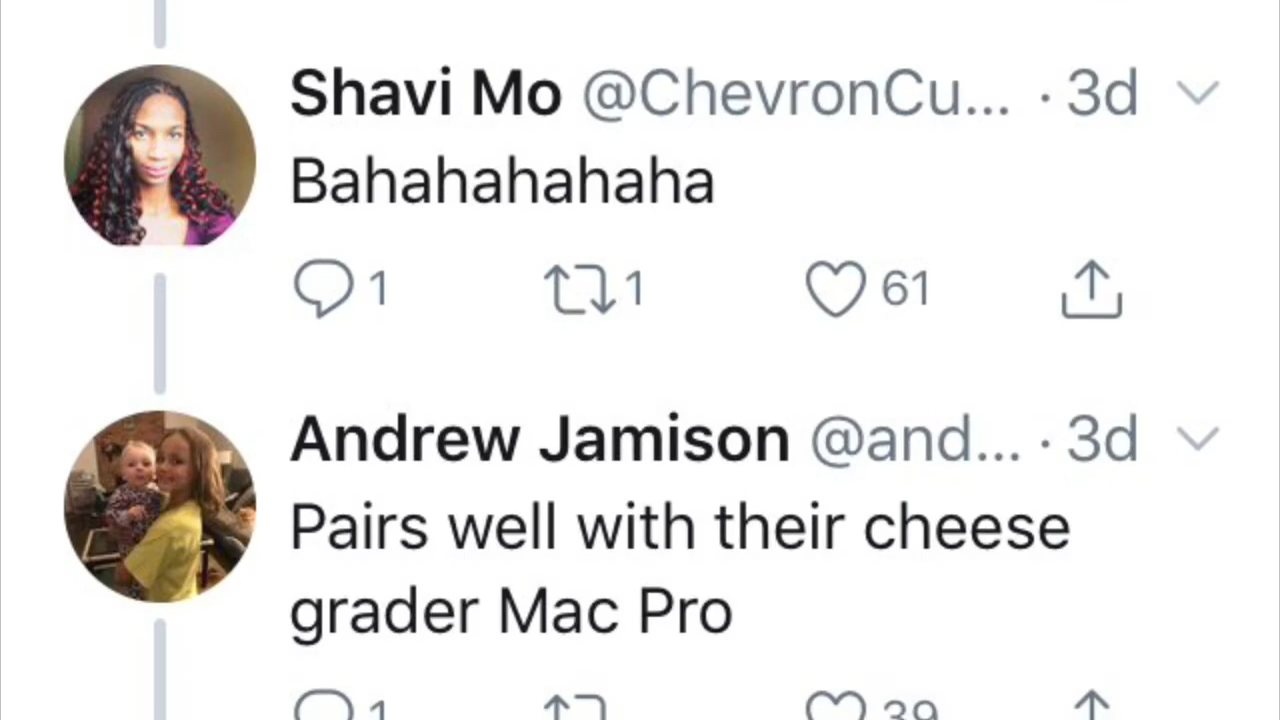 Shavi Mo @ChevronCu... · 3d
Bahahahahaha
1 1 61
Andrew Jamison @and... · 3d
Pairs well with their cheese
grader Mac Pro
1 39